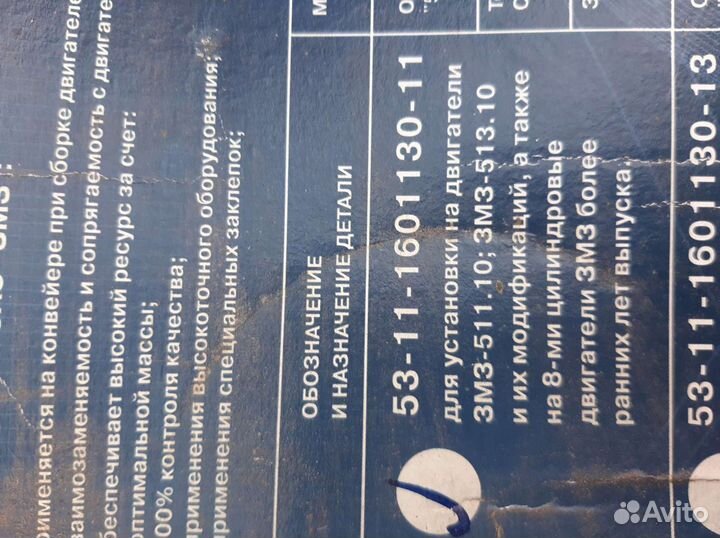 рименяется на конвейере при сборке двигателе
заимозаменяемость и сопрягаемость с двигате
беспечивает высокий ресурс за счет:
оптимальной массы;
00% контроля качества;
применения высокоточного оборудования;
применения специальных заклепок;
ОБОЗНАЧЕНИЕ
И НАЗНАЧЕНИЕ ДЕТАЛИ
53-11-1601130-11
для установки на двигатели
ЗМЗ-511.10; ЗМЗ-513.10
и их модификаций, а также
на 8-ми цилиндровые
двигатели ЗМЗ более
ранних лет выпуска.
53-11-1601130-13
Avito